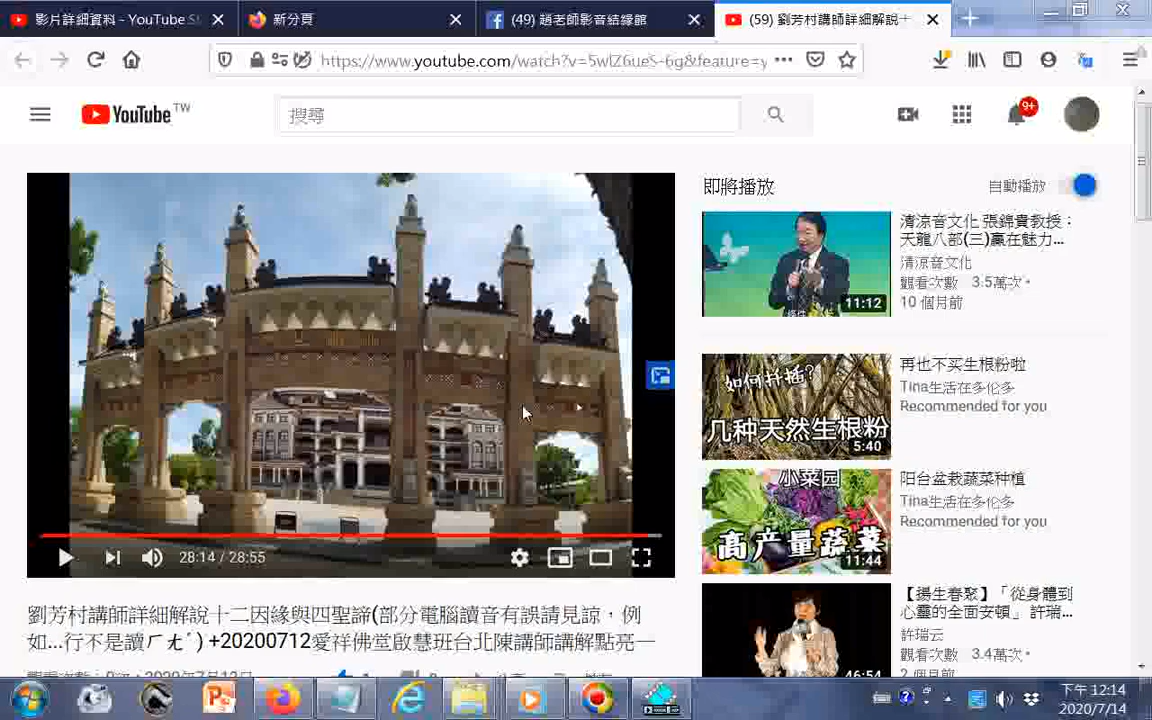 影片詳細資料 - YouTube S
新分頁
(49) 趙老師影音結緣館
(59) 劉芳村講師詳細解說十
https://www.youtube.com/watch?v=5wlZ6ueS-6g&feature=y
YouTube TW
搜尋
9+
即將播放
自動播放
清涼音文化 張錦貴教授：
天龍八部(三)贏在魅力...
清涼音文化
觀看次數 3.5萬次·
10 個月前
11:12
再也不买生根粉啦
Tina生活在多伦多
Recommended for you
如何扦插?
几种天然生根粉
5:40
阳台盆栽蔬菜种植
Tina生活在多伦多
Recommended for you
小菜园
高产量蔬菜
11:44
【揚生春聚】「從身體到
心靈的全面安頓」 許瑞...
許瑞云
觀看次數 3.4萬次·
2 個月前
46:54
28:14 / 28:55
劉芳村講師詳細解說十二因緣與四聖諦(部分電腦讀音有誤請見諒，例
如...行不是讀ㄏㄤˊ) +20200712愛祥佛堂啟慧班台北陳講師講解點亮一
下午 12:14
2020/7/14